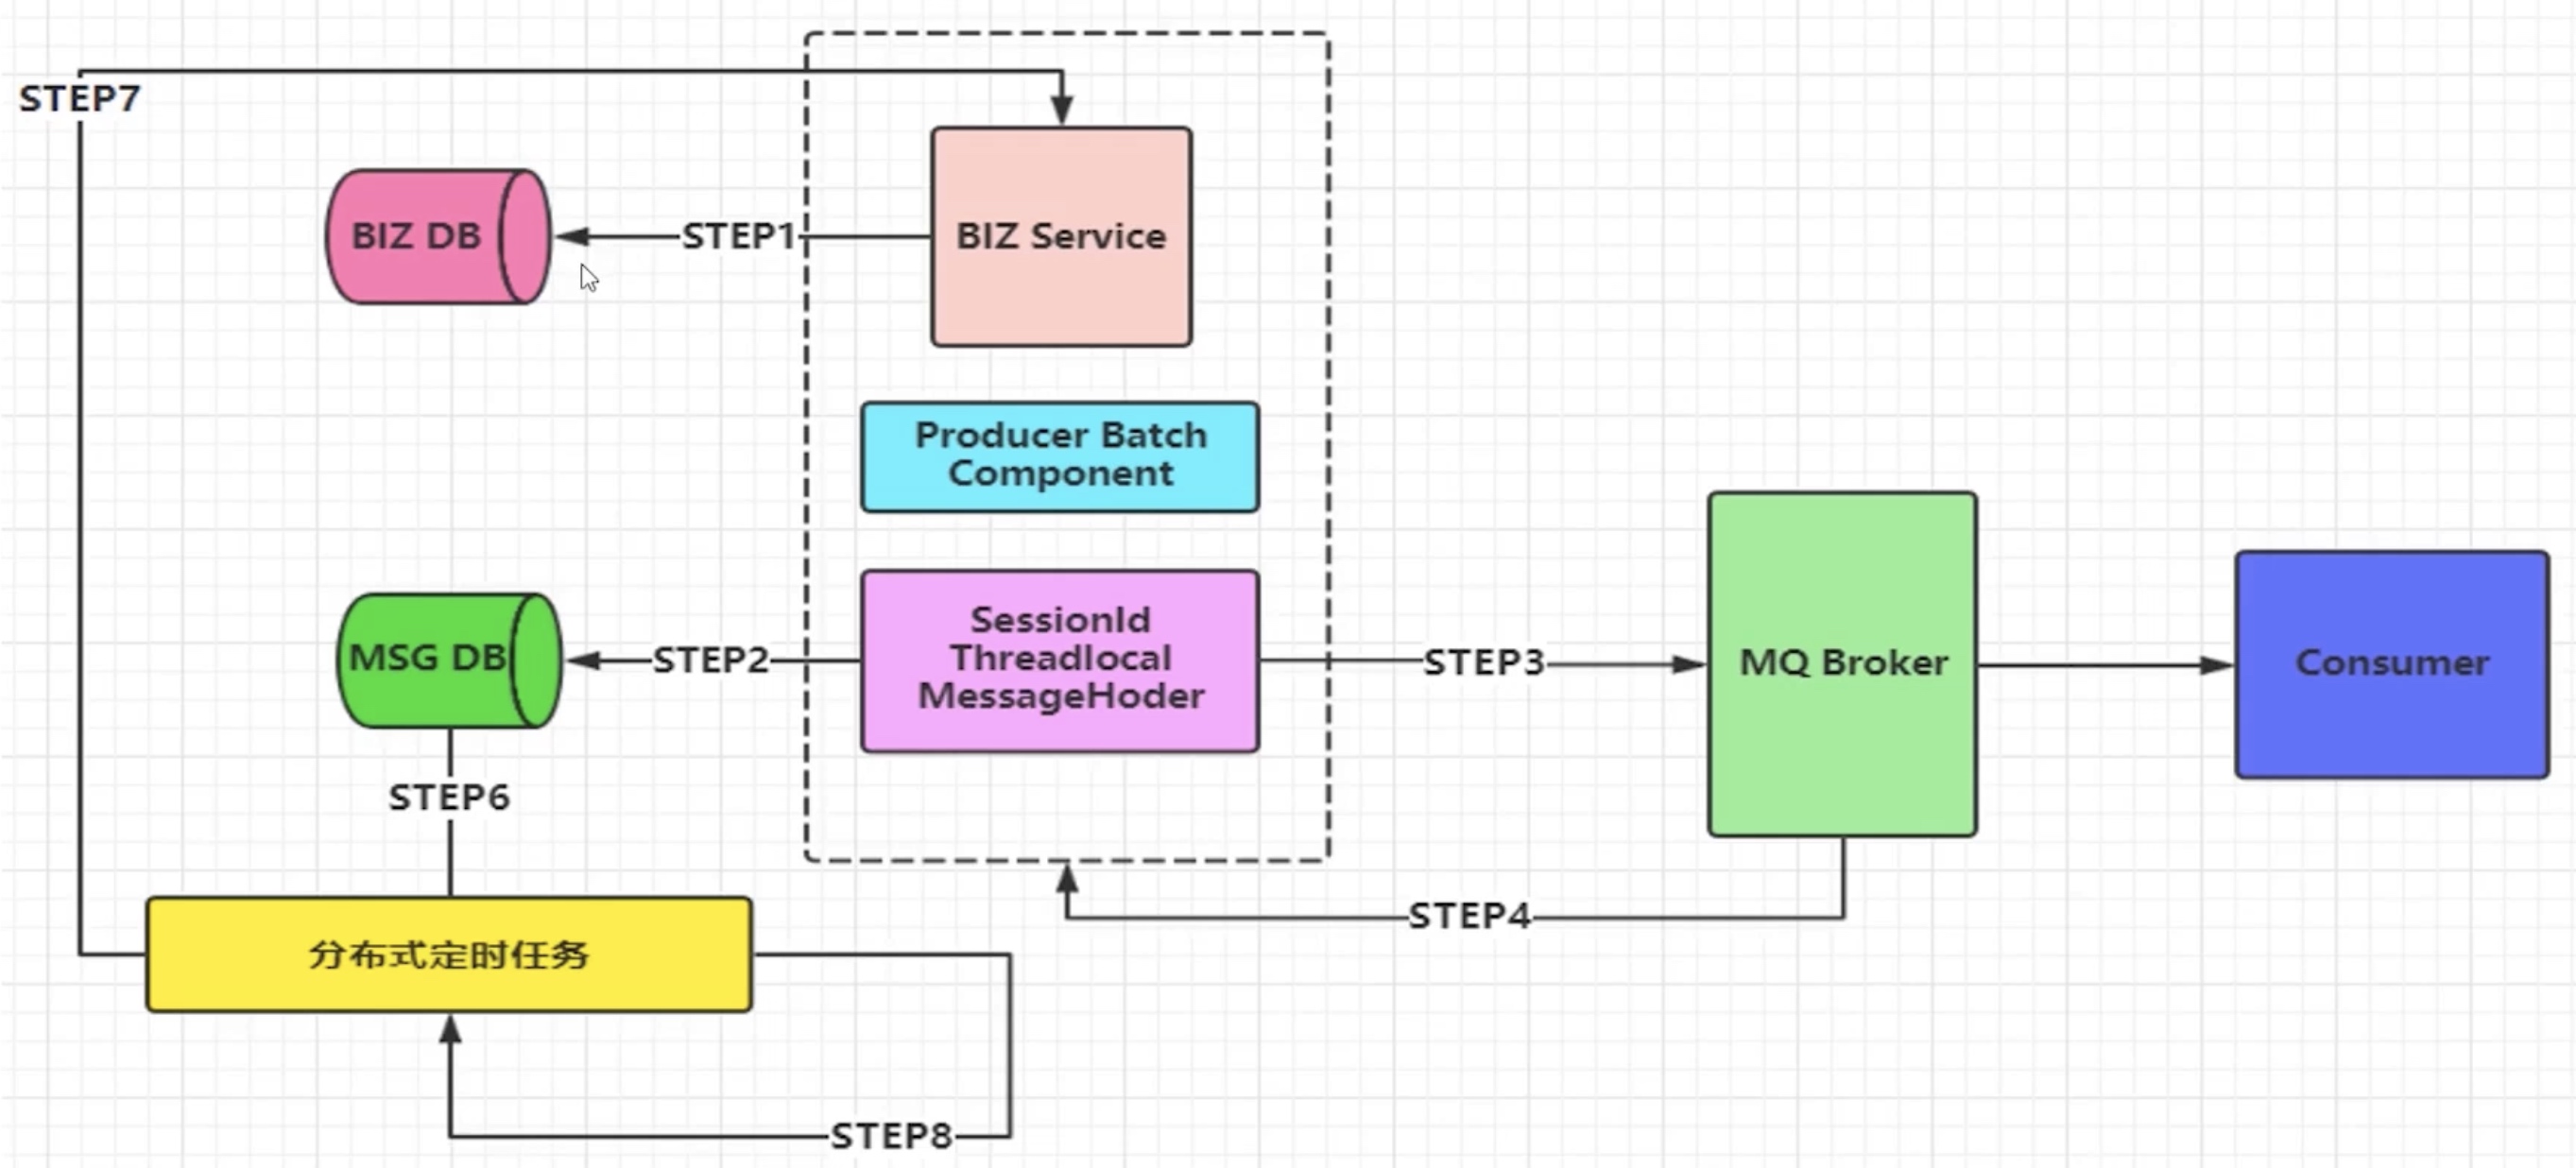 STEP7
BIZ DB
STEP1
BIZ Service
Producer Batch
Component
SessionId
Threadlocal
MessageHoder
MSG DB
STEP2
STEP3
MQ Broker
Consumer
STEP6
STEP4
分布式定时任务
STEP8